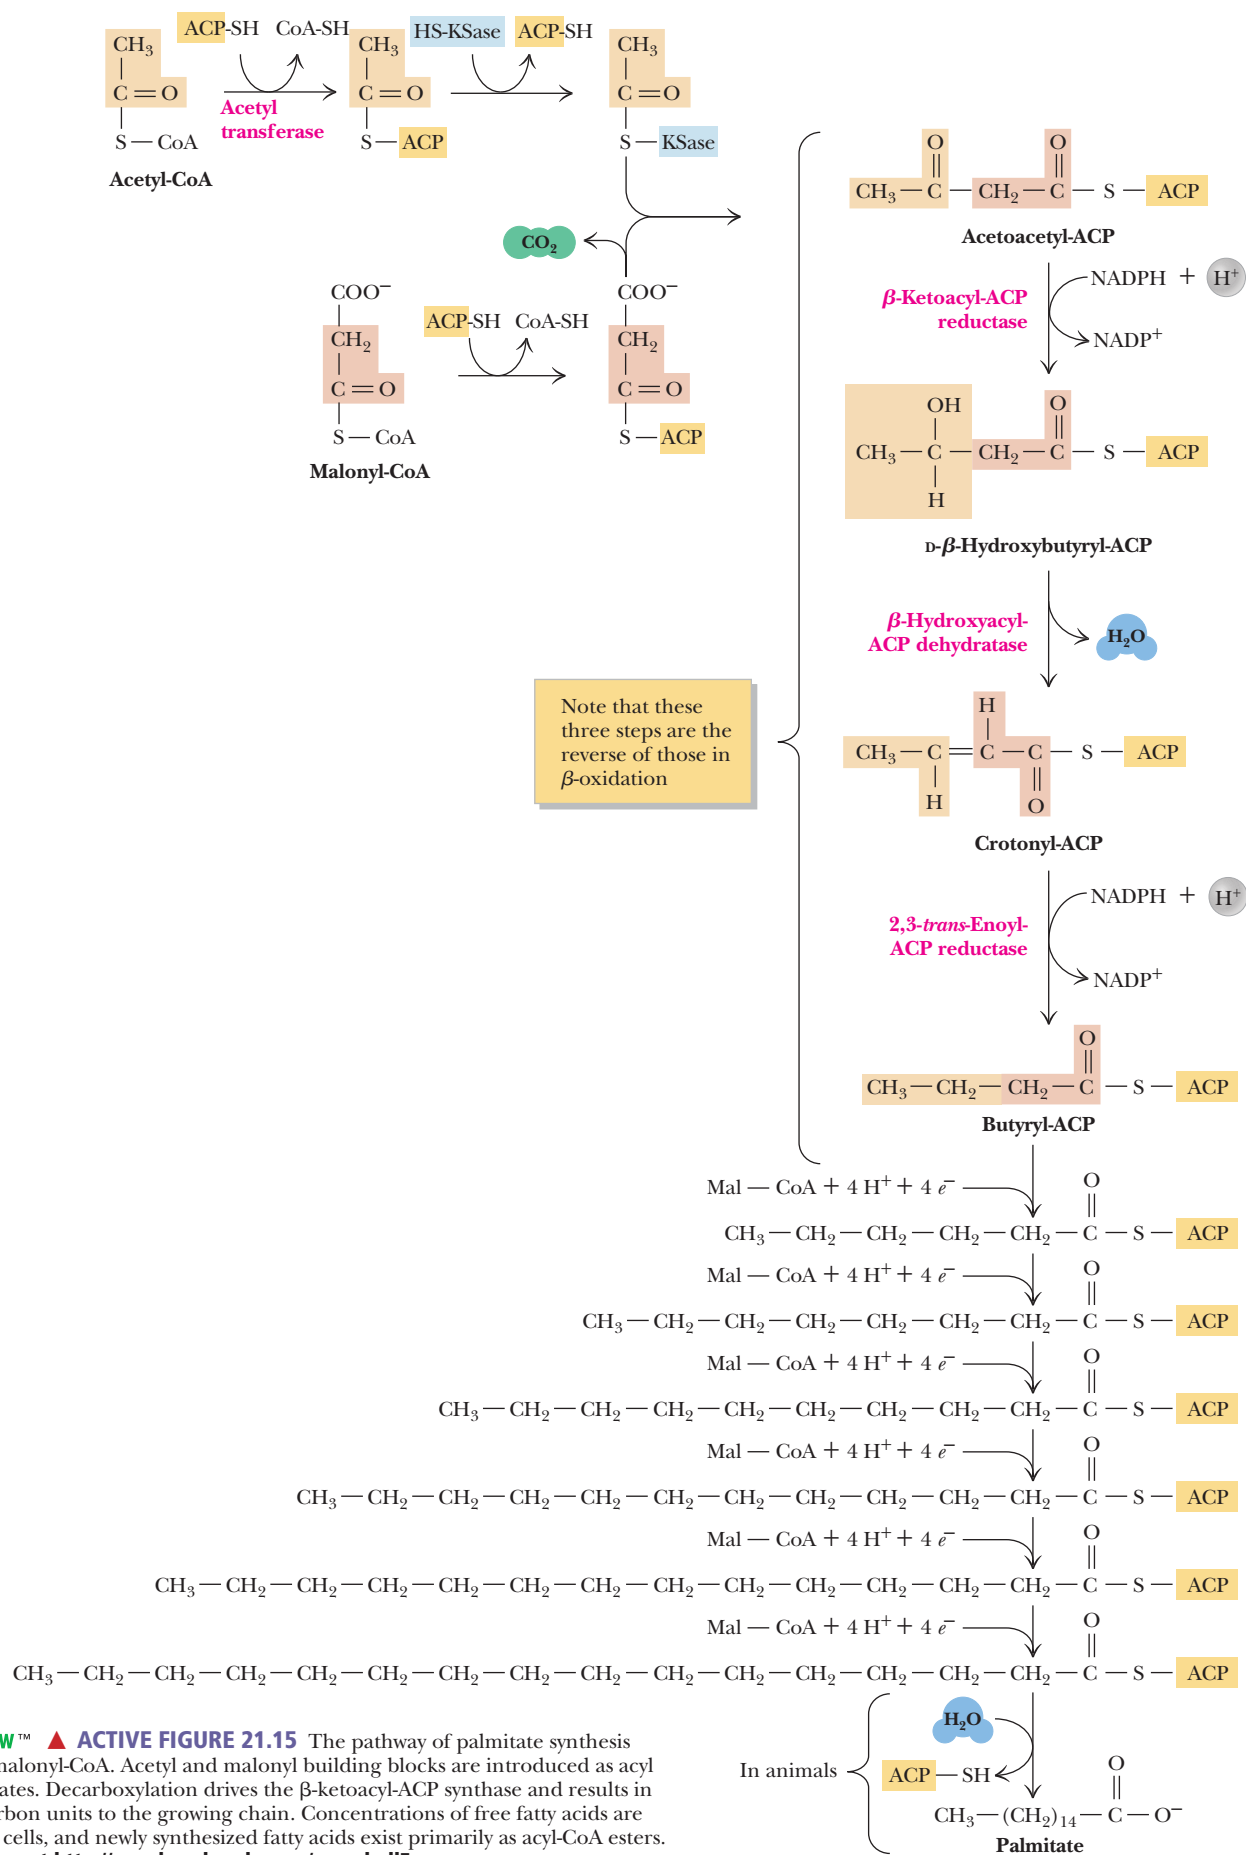 ACP-SH CoA-SH HS-KSase ACP-SH
CH₃ CH₃ CH₃
C=O C=O C=O
Acetyl
transferase
S—CoA S—ACP S—KSase
Acetyl-CoA
CO₂
COO⁻ COO⁻
ACP-SH CoA-SH
CH₂ CH₂
C=O C=O
S—CoA S—ACP
Malonyl-CoA
O O
CH₃—C—CH₂—C—S—ACP
Acetoacetyl-ACP
β-Ketoacyl-ACP
reductase
NADPH + H⁺
NADP⁺
OH O
CH₃—C—CH₂—C—S—ACP
H
D-β-Hydroxybutyryl-ACP
β-Hydroxyacyl-
ACP dehydratase
H₂O
Note that these
three steps are the
reverse of those in
β-oxidation
H
CH₃—C=C—C—S—ACP
H O
Crotonyl-ACP
NADPH + H⁺
2,3-trans-Enoyl-
ACP reductase
NADP⁺
O
CH₃—CH₂—CH₂—C—S—ACP
Butyryl-ACP
Mal—CoA + 4 H⁺ + 4 e⁻
O
CH₃—CH₂—CH₂—CH₂—CH₂—C—S—ACP
Mal—CoA + 4 H⁺ + 4 e⁻
O
CH₃—CH₂—CH₂—CH₂—CH₂—CH₂—CH₂—C—S—ACP
Mal—CoA + 4 H⁺ + 4 e⁻
O
CH₃—CH₂—CH₂—CH₂—CH₂—CH₂—CH₂—CH₂—CH₂—C—S—ACP
Mal—CoA + 4 H⁺ + 4 e⁻
O
CH₃—CH₂—CH₂—CH₂—CH₂—CH₂—CH₂—CH₂—CH₂—CH₂—CH₂—C—S—ACP
Mal—CoA + 4 H⁺ + 4 e⁻
O
CH₃—CH₂—CH₂—CH₂—CH₂—CH₂—CH₂—CH₂—CH₂—CH₂—CH₂—CH₂—CH₂—C—S—ACP
Mal—CoA + 4 H⁺ + 4 e⁻
O
CH₃—CH₂—CH₂—CH₂—CH₂—CH₂—CH₂—CH₂—CH₂—CH₂—CH₂—CH₂—CH₂—CH₂—CH₂—C—S—ACP
H₂O
In animals
ACP—SH
O
CH₃—(CH₂)₁₄—C—O⁻
Palmitate
W™ ▲ ACTIVE FIGURE 21.15 The pathway of palmitate synthesis
malonyl-CoA. Acetyl and malonyl building blocks are introduced as acyl
ates. Decarboxylation drives the β-ketoacyl-ACP synthase and results in
rbon units to the growing chain. Concentrations of free fatty acids are
cells, and newly synthesized fatty acids exist primarily as acyl-CoA esters.